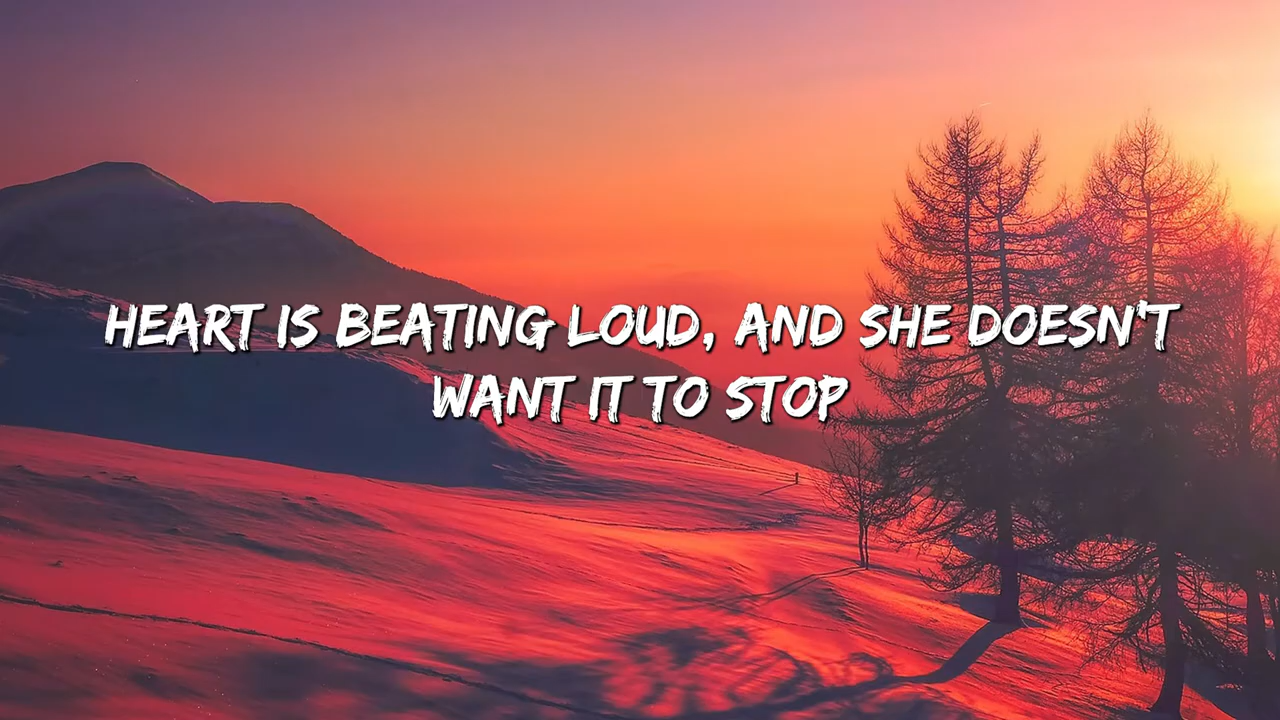 HEART IS BEATING LOUD, AND SHE DOESN'T
WANT IT TO STOP